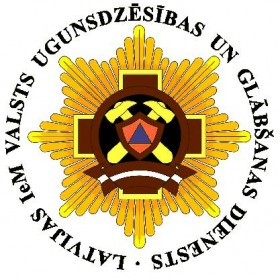 LATVIJAS IeM VALSTS UGUNSDZĒSĪBAS UN GLĀBŠANAS DIENESTS ·